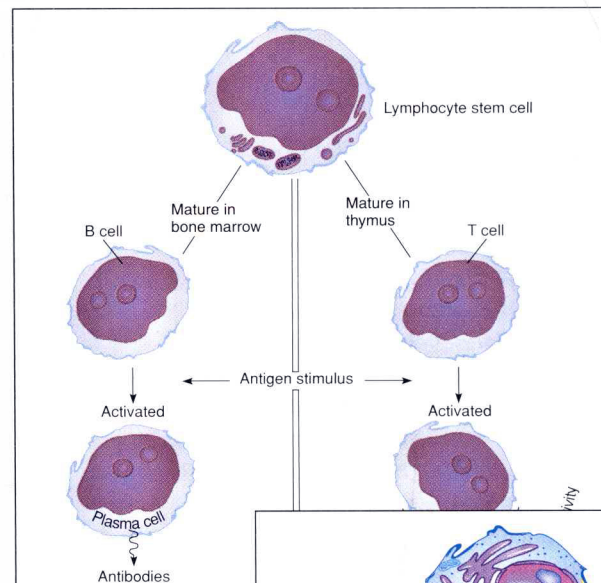 Lymphocyte stem cell
Mature in
bone marrow
Mature in
thymus
B cell
T cell
Antigen stimulus
Activated
Activated
Plasma cell
Antibodies